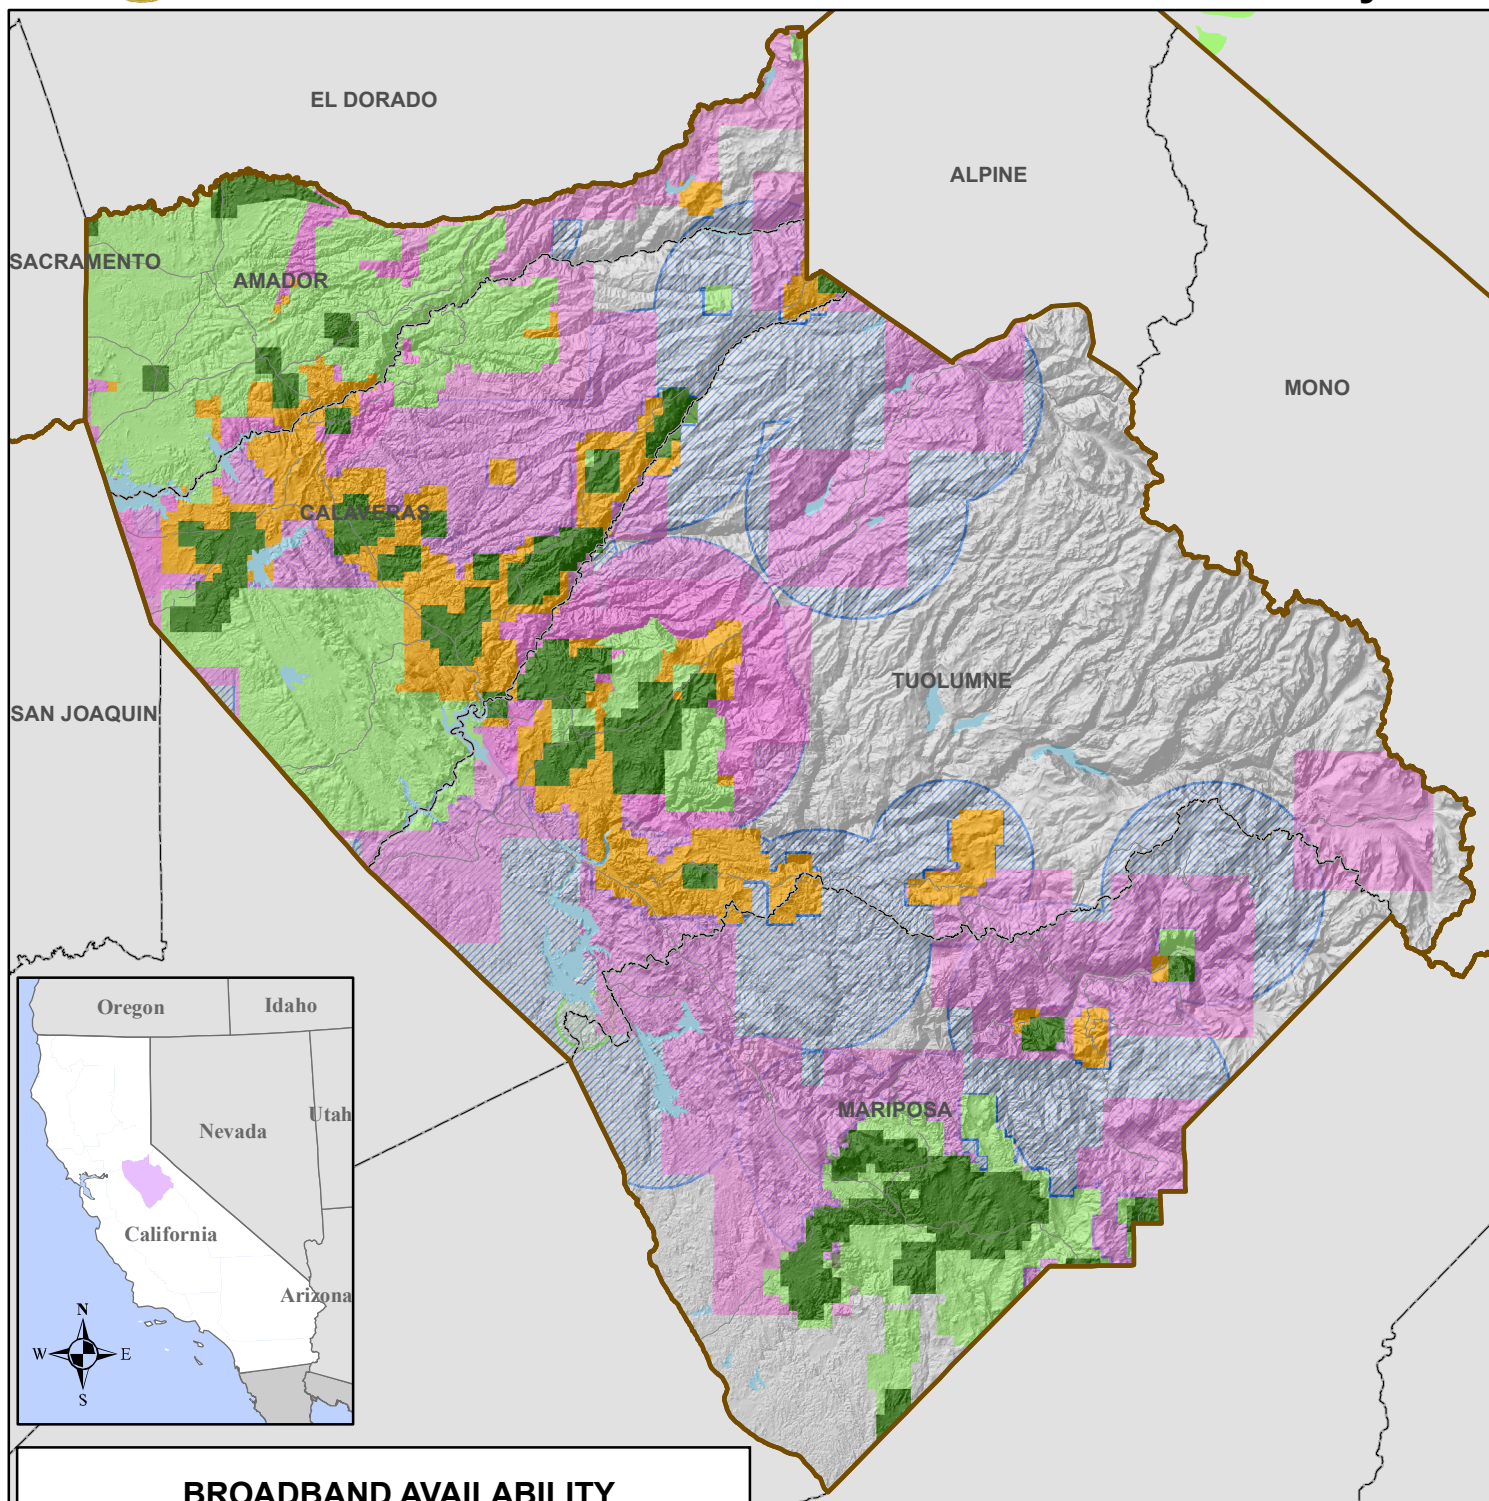 EL DORADO
ALPINE
SACRAMENTO
AMADOR
MONO
CALAVERAS
TUOLUMNE
SAN JOAQUIN
Oregon
Idaho
Utah
Nevada
MARIPOSA
California
Arizona
N
W
E
S
BROADBAND AVAILABILITY